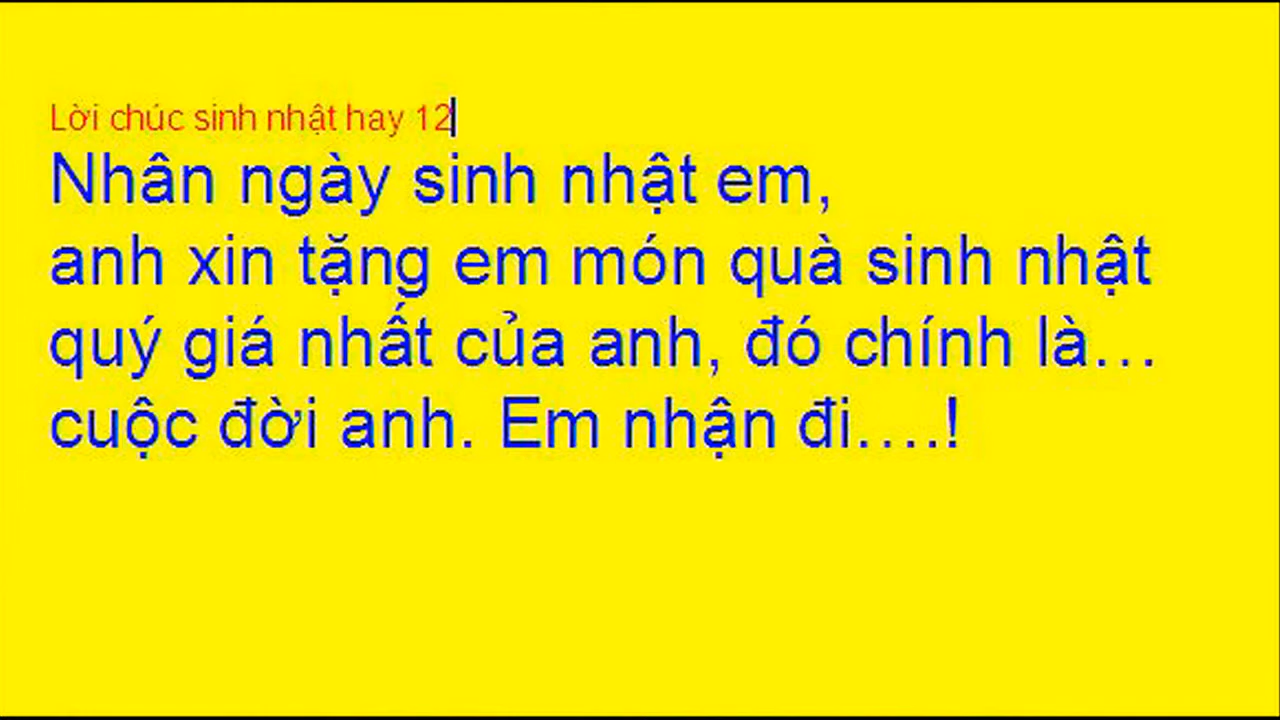 Lời chúc sinh nhật hay 12
Nhân ngày sinh nhật em,
anh xin tặng em món quà sinh nhật
quý giá nhất của anh, đó chính là...
cuộc đời anh. Em nhận đi....!